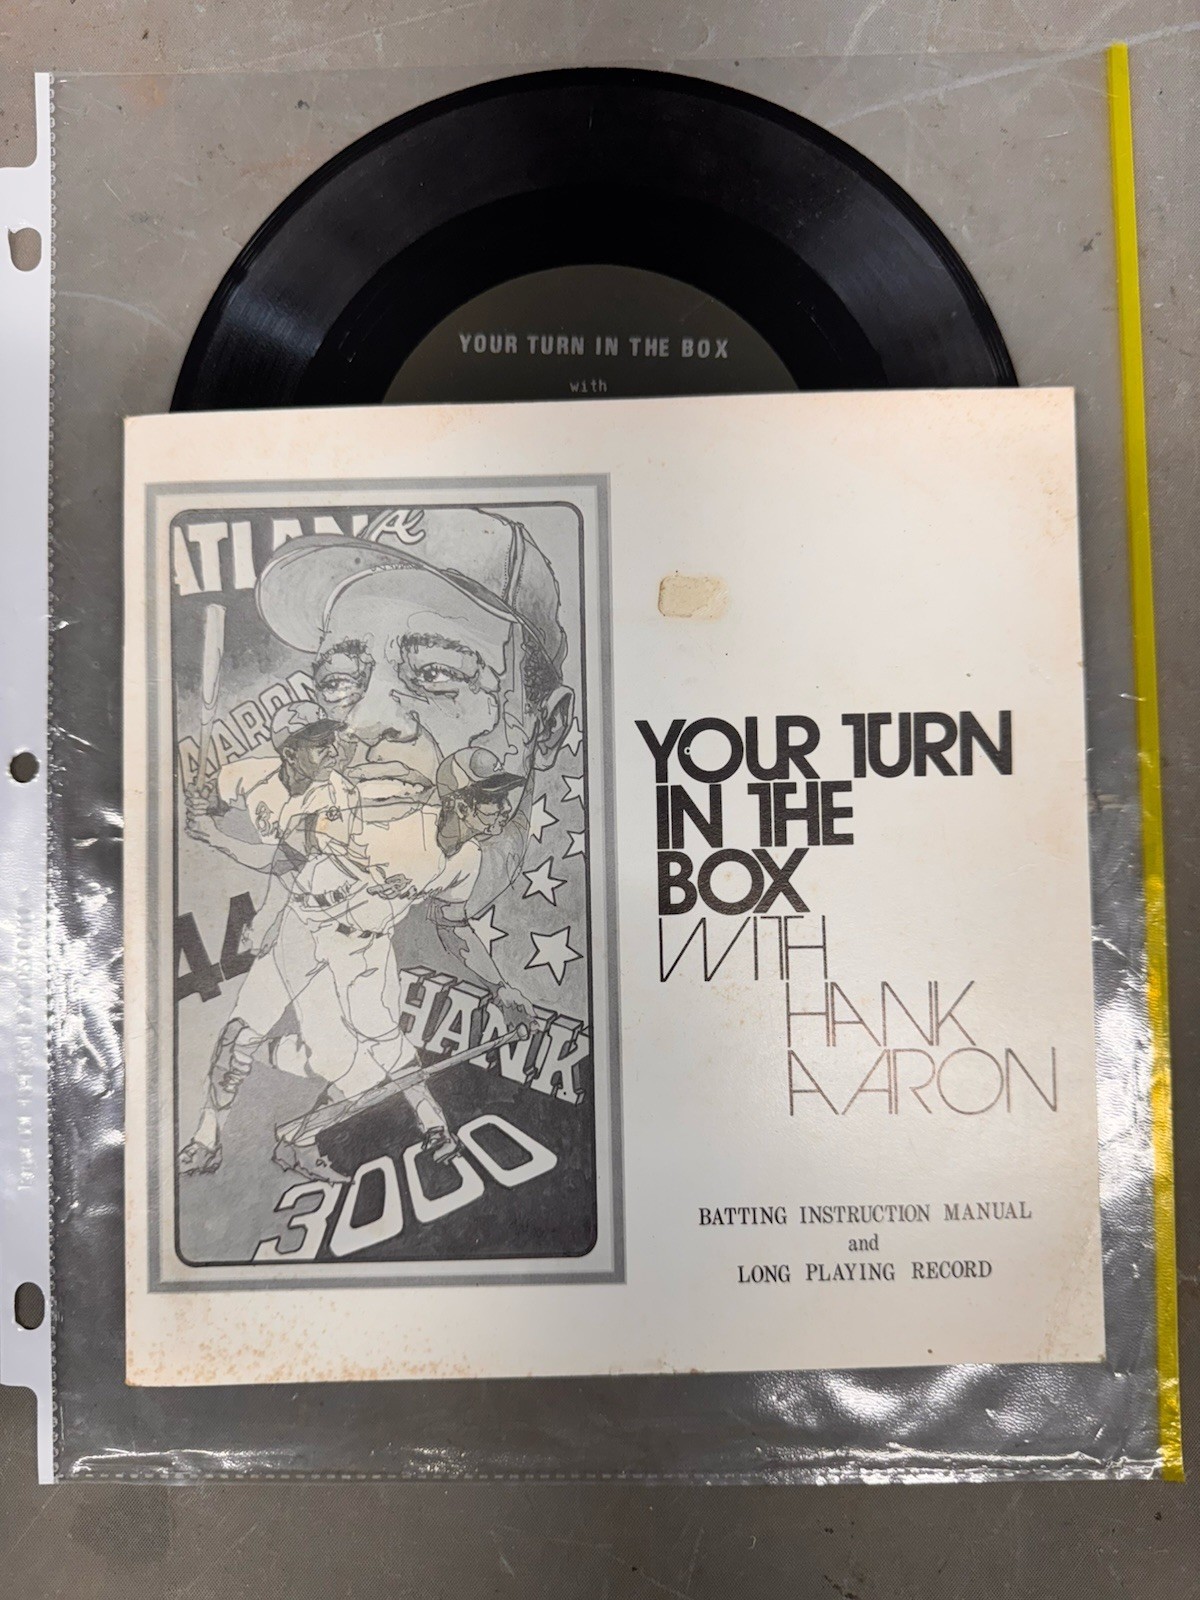 YOUR TURN IN THE BOX
with
ATLAN
A
AARON
44
HANK
3000
YOUR TURN
IN THE
BOX
WITH
HANK
AARON
BATTING INSTRUCTION MANUAL
and
LONG PLAYING RECORD